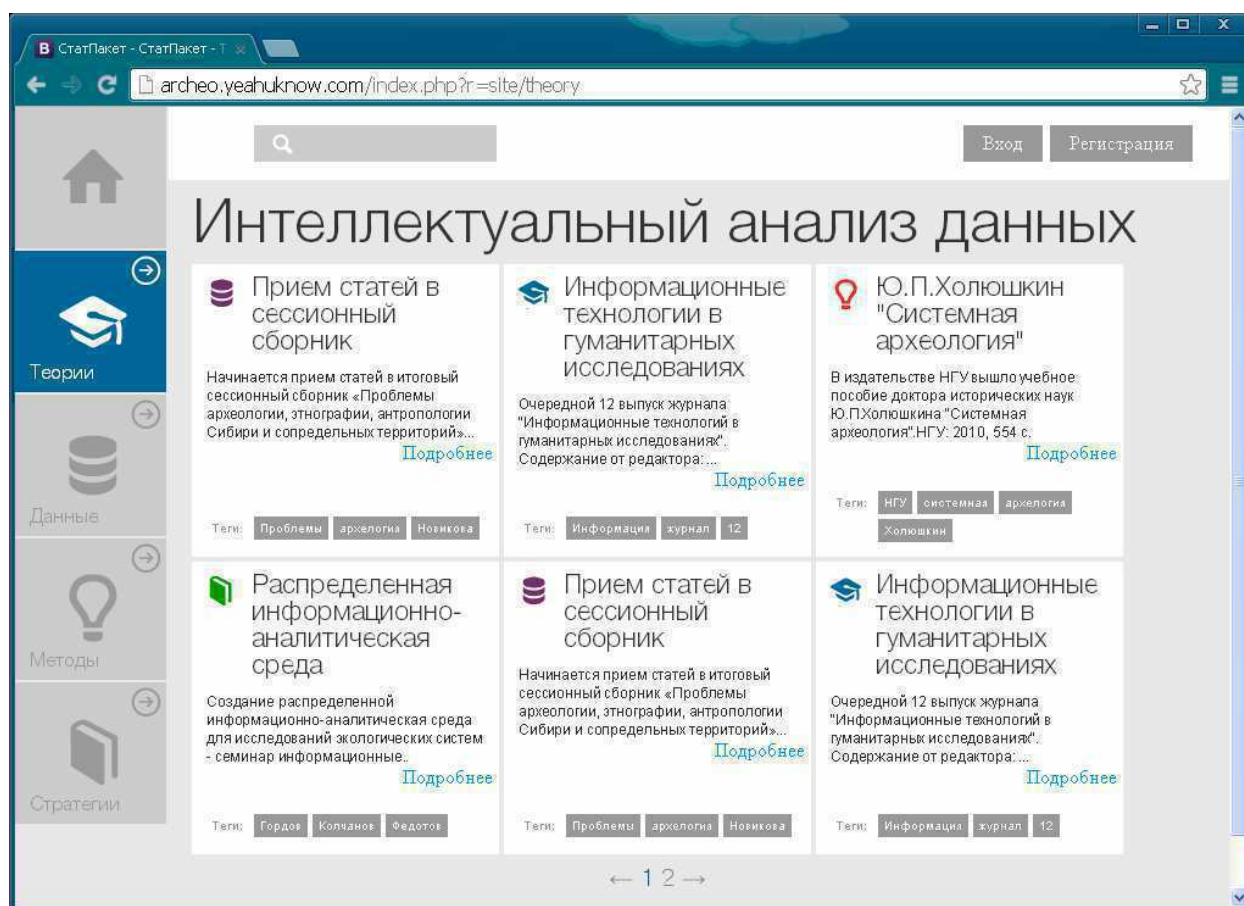 СтатПакет - СтатПакет - Т
archeo.yeahuknow.com/index.php?r=site/theory
Вход Регистрация
Интеллектуальный анализ данных
Теории
Данные
Методы
Стратегии
Прием статей в
сессионный
сборник
Начинается прием статей в итоговый
сессионный сборник «Проблемы
археологии, этнографии, антропологии
Сибири и сопредельных территорий»...
Подробнее
Теги: Проблемы архелогия Новикова
Информационные
технологии в
гуманитарных
исследованиях
Очередной 12 выпуск журнала
"Информационные технологий в
гуманитарных исследованиях".
Содержание от редактора: ...
Подробнее
Теги: Информация журнал 12
Ю.П.Холюшкин
"Системная
археология"
В издательстве НГУ вышло учебное
пособие доктора исторических наук
Ю.П.Холюшкина "Системная
археология".НГУ: 2010, 554 с.
Подробнее
Теги: НГУ системная архелогия
Холюшкин
Распределенная
информационно-
аналитическая
среда
Создание распределенной
информационно-аналитическая среда
для исследований экологических систем
- семинар информационные..
Подробнее
Теги: Гордов Колчанов Федотов
Прием статей в
сессионный
сборник
Начинается прием статей в итоговый
сессионный сборник «Проблемы
археологии, этнографии, антропологии
Сибири и сопредельных территорий»...
Подробнее
Теги: Проблемы архелогия Новикова
Информационные
технологии в
гуманитарных
исследованиях
Очередной 12 выпуск журнала
"Информационные технологий в
гуманитарных исследованиях".
Содержание от редактора: ...
Подробнее
Теги: Информация журнал 12
← 1 2 →